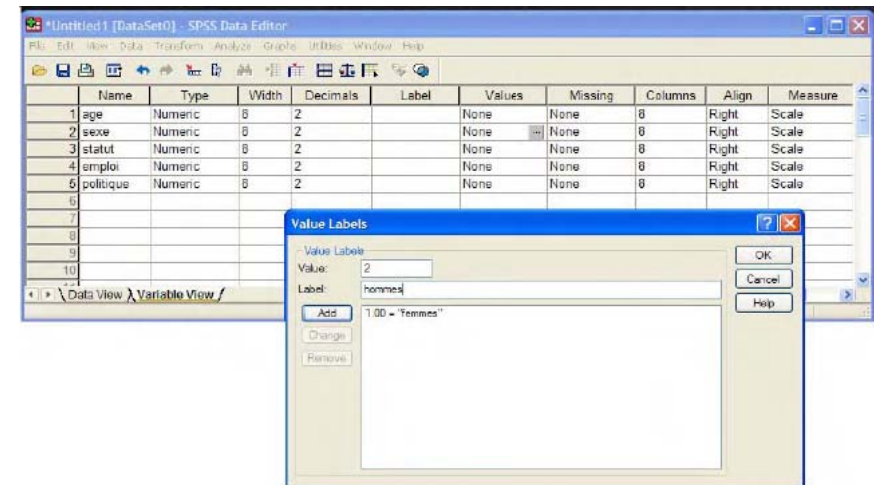 *Untitled1 [DataSet0] - SPSS Data Editor
File Edit View Data Transform Analyze Graphs Utilities Window Help
Name Type Width Decimals Label Values Missing Columns Align Measure
1 age Numeric 8 2 None None 8 Right Scale
2 sexe Numeric 8 2 None ... None 8 Right Scale
3 statut Numeric 8 2 None None 8 Right Scale
4 emploi Numeric 8 2 None None 8 Right Scale
5 politique Numeric 8 2 None None 8 Right Scale
6
7
8
9
10
Data View Variable View
Value Labels
Value Labels
Value: 2
Label: hommes
OK
Cancel
Help
Add
Change
Remove
1.00 = "Femmes"